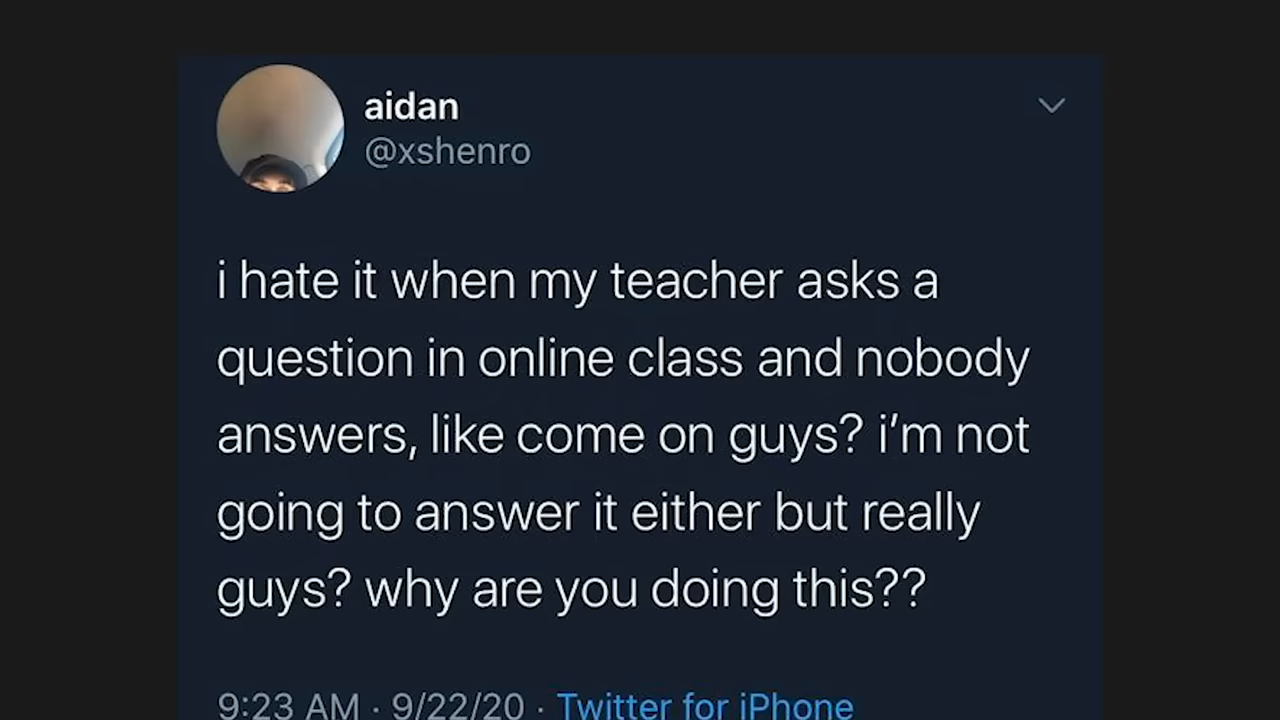 aidan
@xshenro
i hate it when my teacher asks a
question in online class and nobody
answers, like come on guys? i’m not
going to answer it either but really
guys? why are you doing this??
9:23 AM · 9/22/20 · Twitter for iPhone